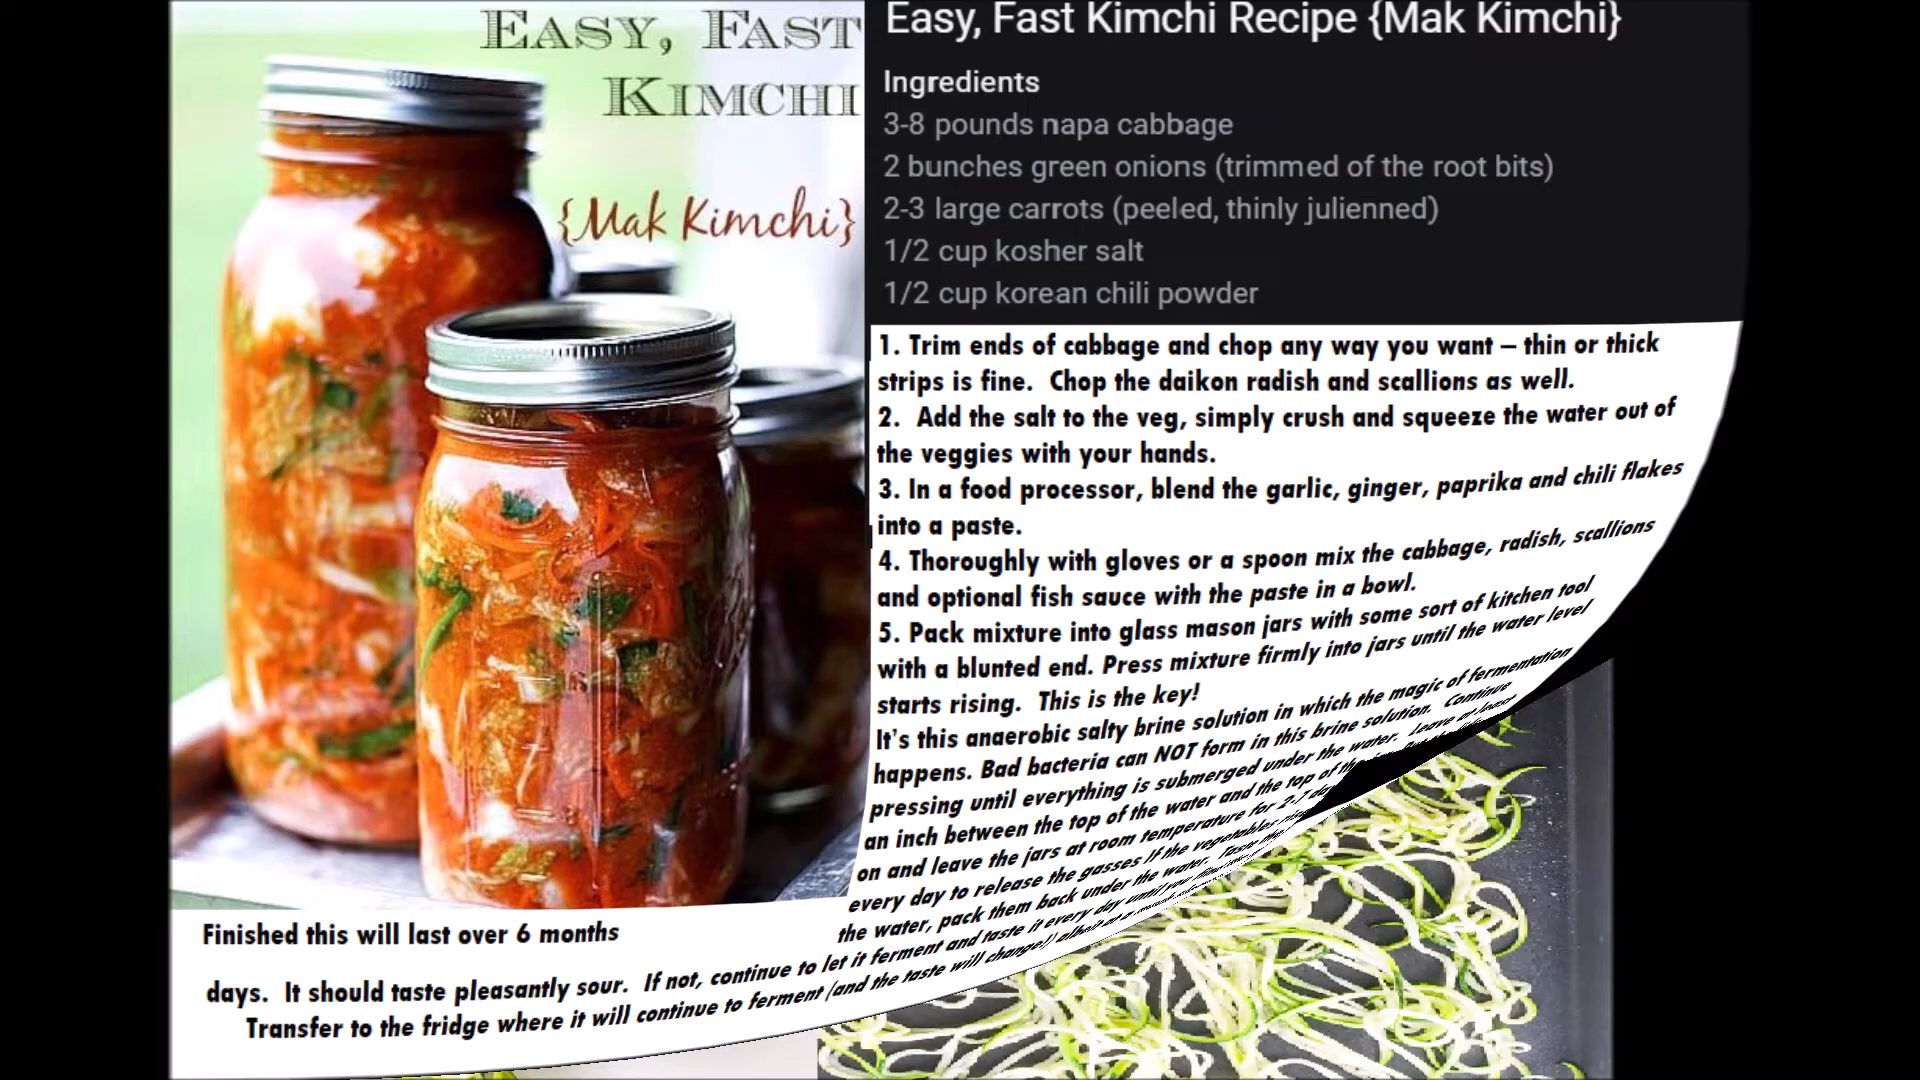 EASY, FAST
KIMCHI
{Mak Kimchi}
Easy, Fast Kimchi Recipe {Mak Kimchi}
Ingredients
3-8 pounds napa cabbage
2 bunches green onions (trimmed of the root bits)
2-3 large carrots (peeled, thinly julienned)
1/2 cup kosher salt
1/2 cup korean chili powder
1. Trim ends of cabbage and chop any way you want – thin or thick
strips is fine. Chop the daikon radish and scallions as well.
2. Add the salt to the veg, simply crush and squeeze the water out of
the veggies with your hands.
3. In a food processor, blend the garlic, ginger, paprika and chili flakes
into a paste.
4. Thoroughly with gloves or a spoon mix the cabbage, radish, scallions
and optional fish sauce with the paste in a bowl.
5. Pack mixture into glass mason jars with some sort of kitchen tool
with a blunted end. Press mixture firmly into jars until the water level
starts rising. This is the key!
It's this anaerobic salty brine solution in which the magic of fermentation
happens. Bad bacteria can NOT form in this brine solution. Continue
pressing until everything is submerged under the water. Leave at least
an inch between the top of the water and the top of the
on and leave the jars at room temperature for 2-7
every day to release the gasses If the vegetables
the water, pack them back under the water.
continue to let it ferment and taste it every day until you
Finished this will last over 6 months
days. It should taste pleasantly sour. If not,
Transfer to the fridge where it will continue to ferment (and the taste will change!) albeit at a